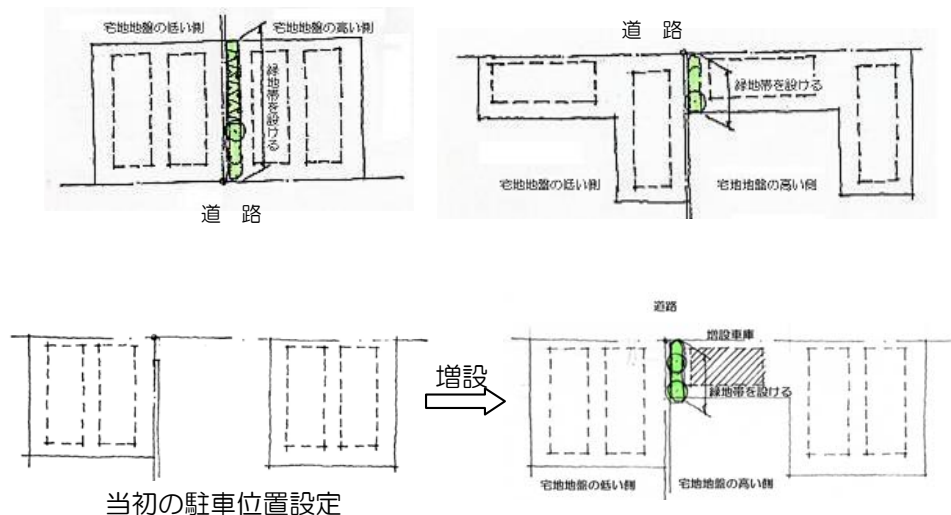 宅地地盤の低い側
宅地地盤の高い側
緑地帯を設ける
道 路
道 路
緑地帯を設ける
宅地地盤の低い側
宅地地盤の高い側
当初の駐車位置設定
増設
道路
増設車庫
緑地帯を設ける
宅地地盤の低い側
宅地地盤の高い側